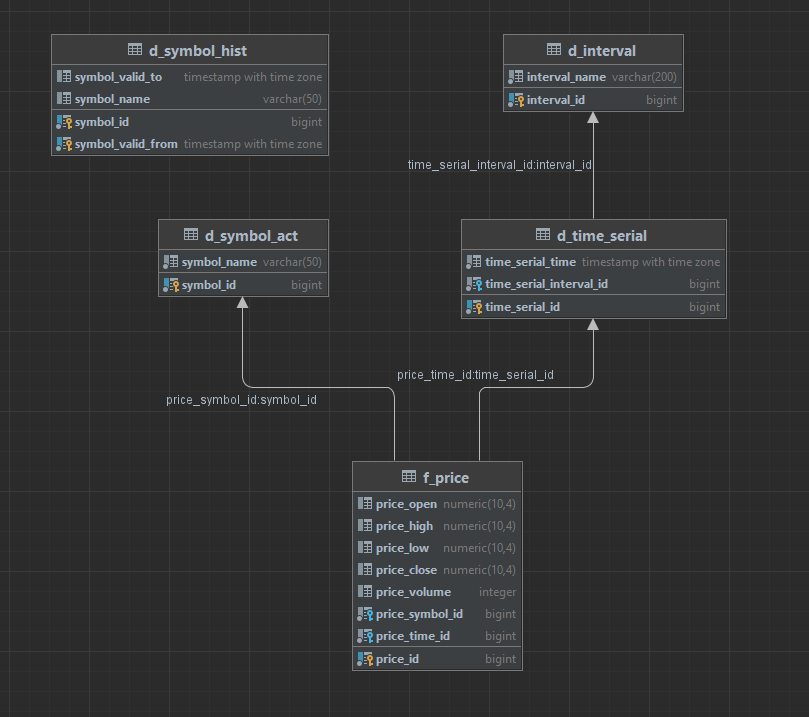 d_symbol_hist
symbol_valid_to timestamp with time zone
symbol_name varchar(50)
symbol_id bigint
symbol_valid_from timestamp with time zone
d_interval
interval_name varchar(200)
interval_id bigint
time_serial_interval_id:interval_id
d_symbol_act
symbol_name varchar(50)
symbol_id bigint
d_time_serial
time_serial_time timestamp with time zone
time_serial_interval_id bigint
time_serial_id bigint
price_time_id:time_serial_id
price_symbol_id:symbol_id
f_price
price_open numeric(10,4)
price_high numeric(10,4)
price_low numeric(10,4)
price_close numeric(10,4)
price_volume integer
price_symbol_id bigint
price_time_id bigint
price_id bigint